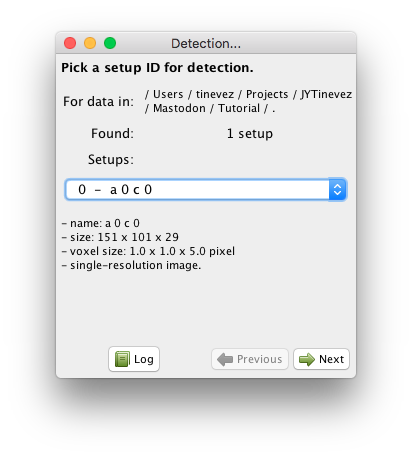 Detection...
Pick a setup ID for detection.
For data in: / Users / tinevez / Projects / JYTinevez
/ Mastodon / Tutorial / .
Found: 1 setup
Setups:
0 - a 0 c 0
- name: a 0 c 0
- size: 151 x 101 x 29
- voxel size: 1.0 x 1.0 x 5.0 pixel
- single-resolution image.
Log Previous Next